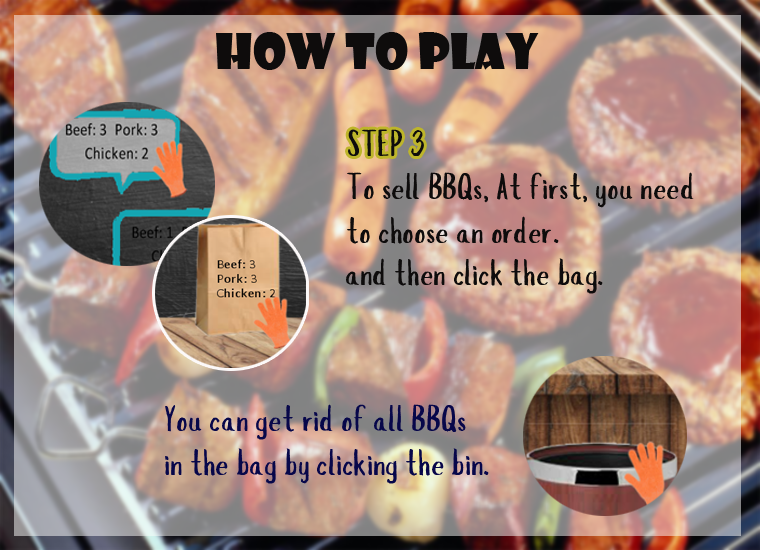 HOW TO PLAY
Beef: 3 Pork: 3
Chicken: 2
Beef: 1
STEP 3
To sell BBQs, At first, you need
to choose an order.
and then click the bag.
Beef: 3
Pork: 3
Chicken: 2
You can get rid of all BBQs
in the bag by clicking the bin.